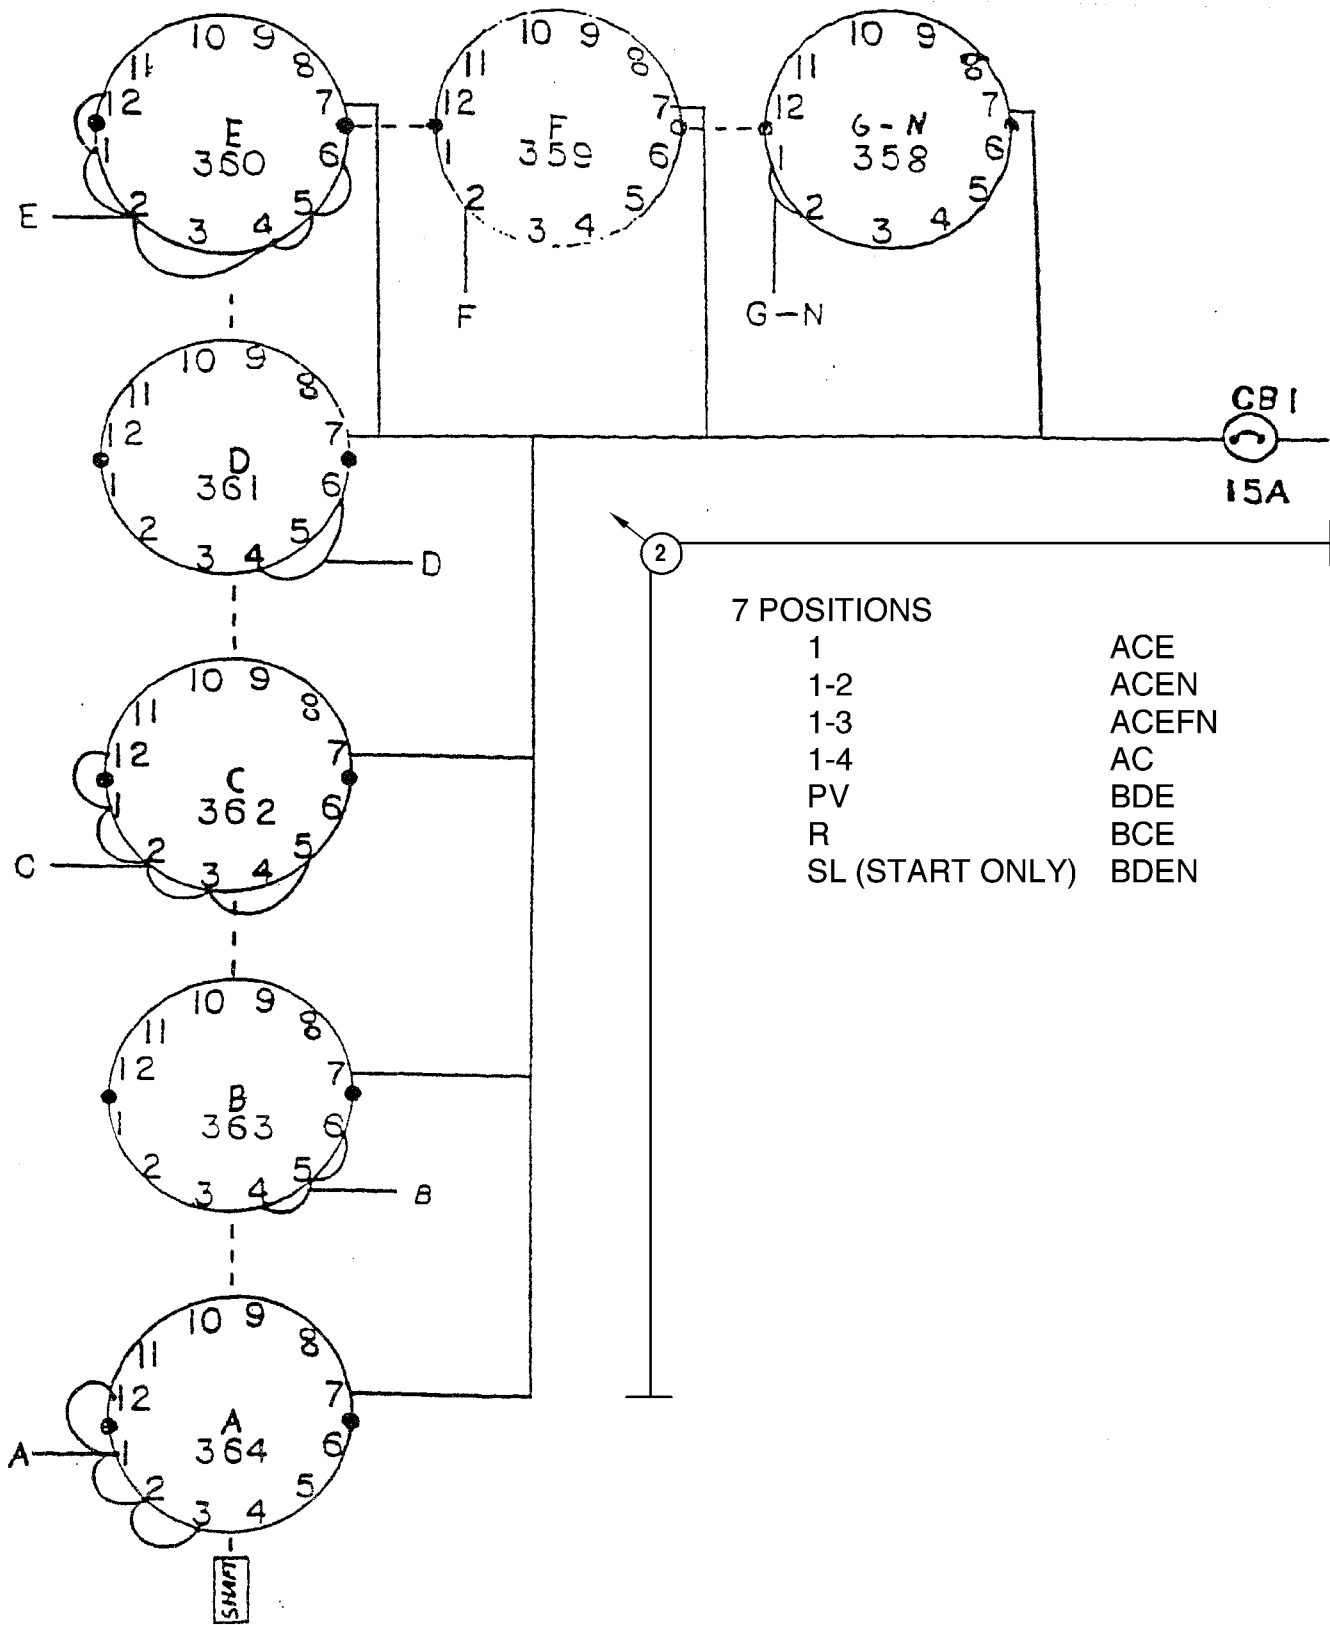 10 9
11 8
12 7
E
360
1 6
2 5
3 4
E
10 9
11 8
12 7
F
359
1 6
2 5
3 4
F
10 9
11 8
12 7
G-N
358
1 6
2 5
3 4
G-N
10 9
11 8
12 7
D
361
1 6
2 5
3 4
D
CB 1
15A
2
7 POSITIONS
1 ACE
1-2 ACEN
1-3 ACEFN
1-4 AC
PV BDE
R BCE
SL (START ONLY) BDEN
10 9
11 8
12 7
C
362
1 6
2 5
3 4
C
10 9
11 8
12 7
B
363
1 6
2 5
3 4
B
10 9
11 8
12 7
A
364
1 6
2 5
3 4
A
SHAFT